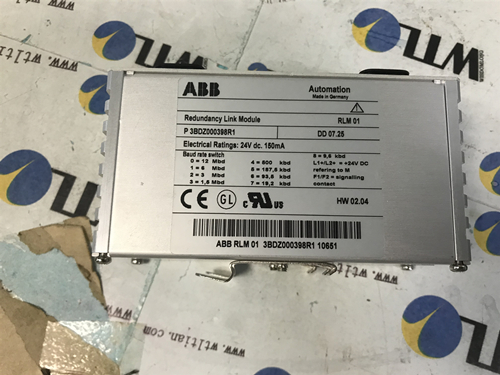 WTL
ABB
Automation
Made in Germany
Redundancy Link Module RLM 01
P 3BDZ000398R1 DD 07.25
Electrical Ratings: 24V dc. 150mA
Baud rate switch
0 = 12 Mbd 4 = 500 kbd 8 = 9,6 kbd
1 = 6 Mbd 5 = 187,5 kbd L1+/L2+ = +24V DC
2 = 3 Mbd 6 = 93,8 kbd refering to M
3 = 1,5 Mbd 7 = 19,2 kbd F1/F2 = signalling
contact
CE GL c UL us HW 02.04
ABB RLM 01 3BDZ000398R1 10651
www.wtltitan.com